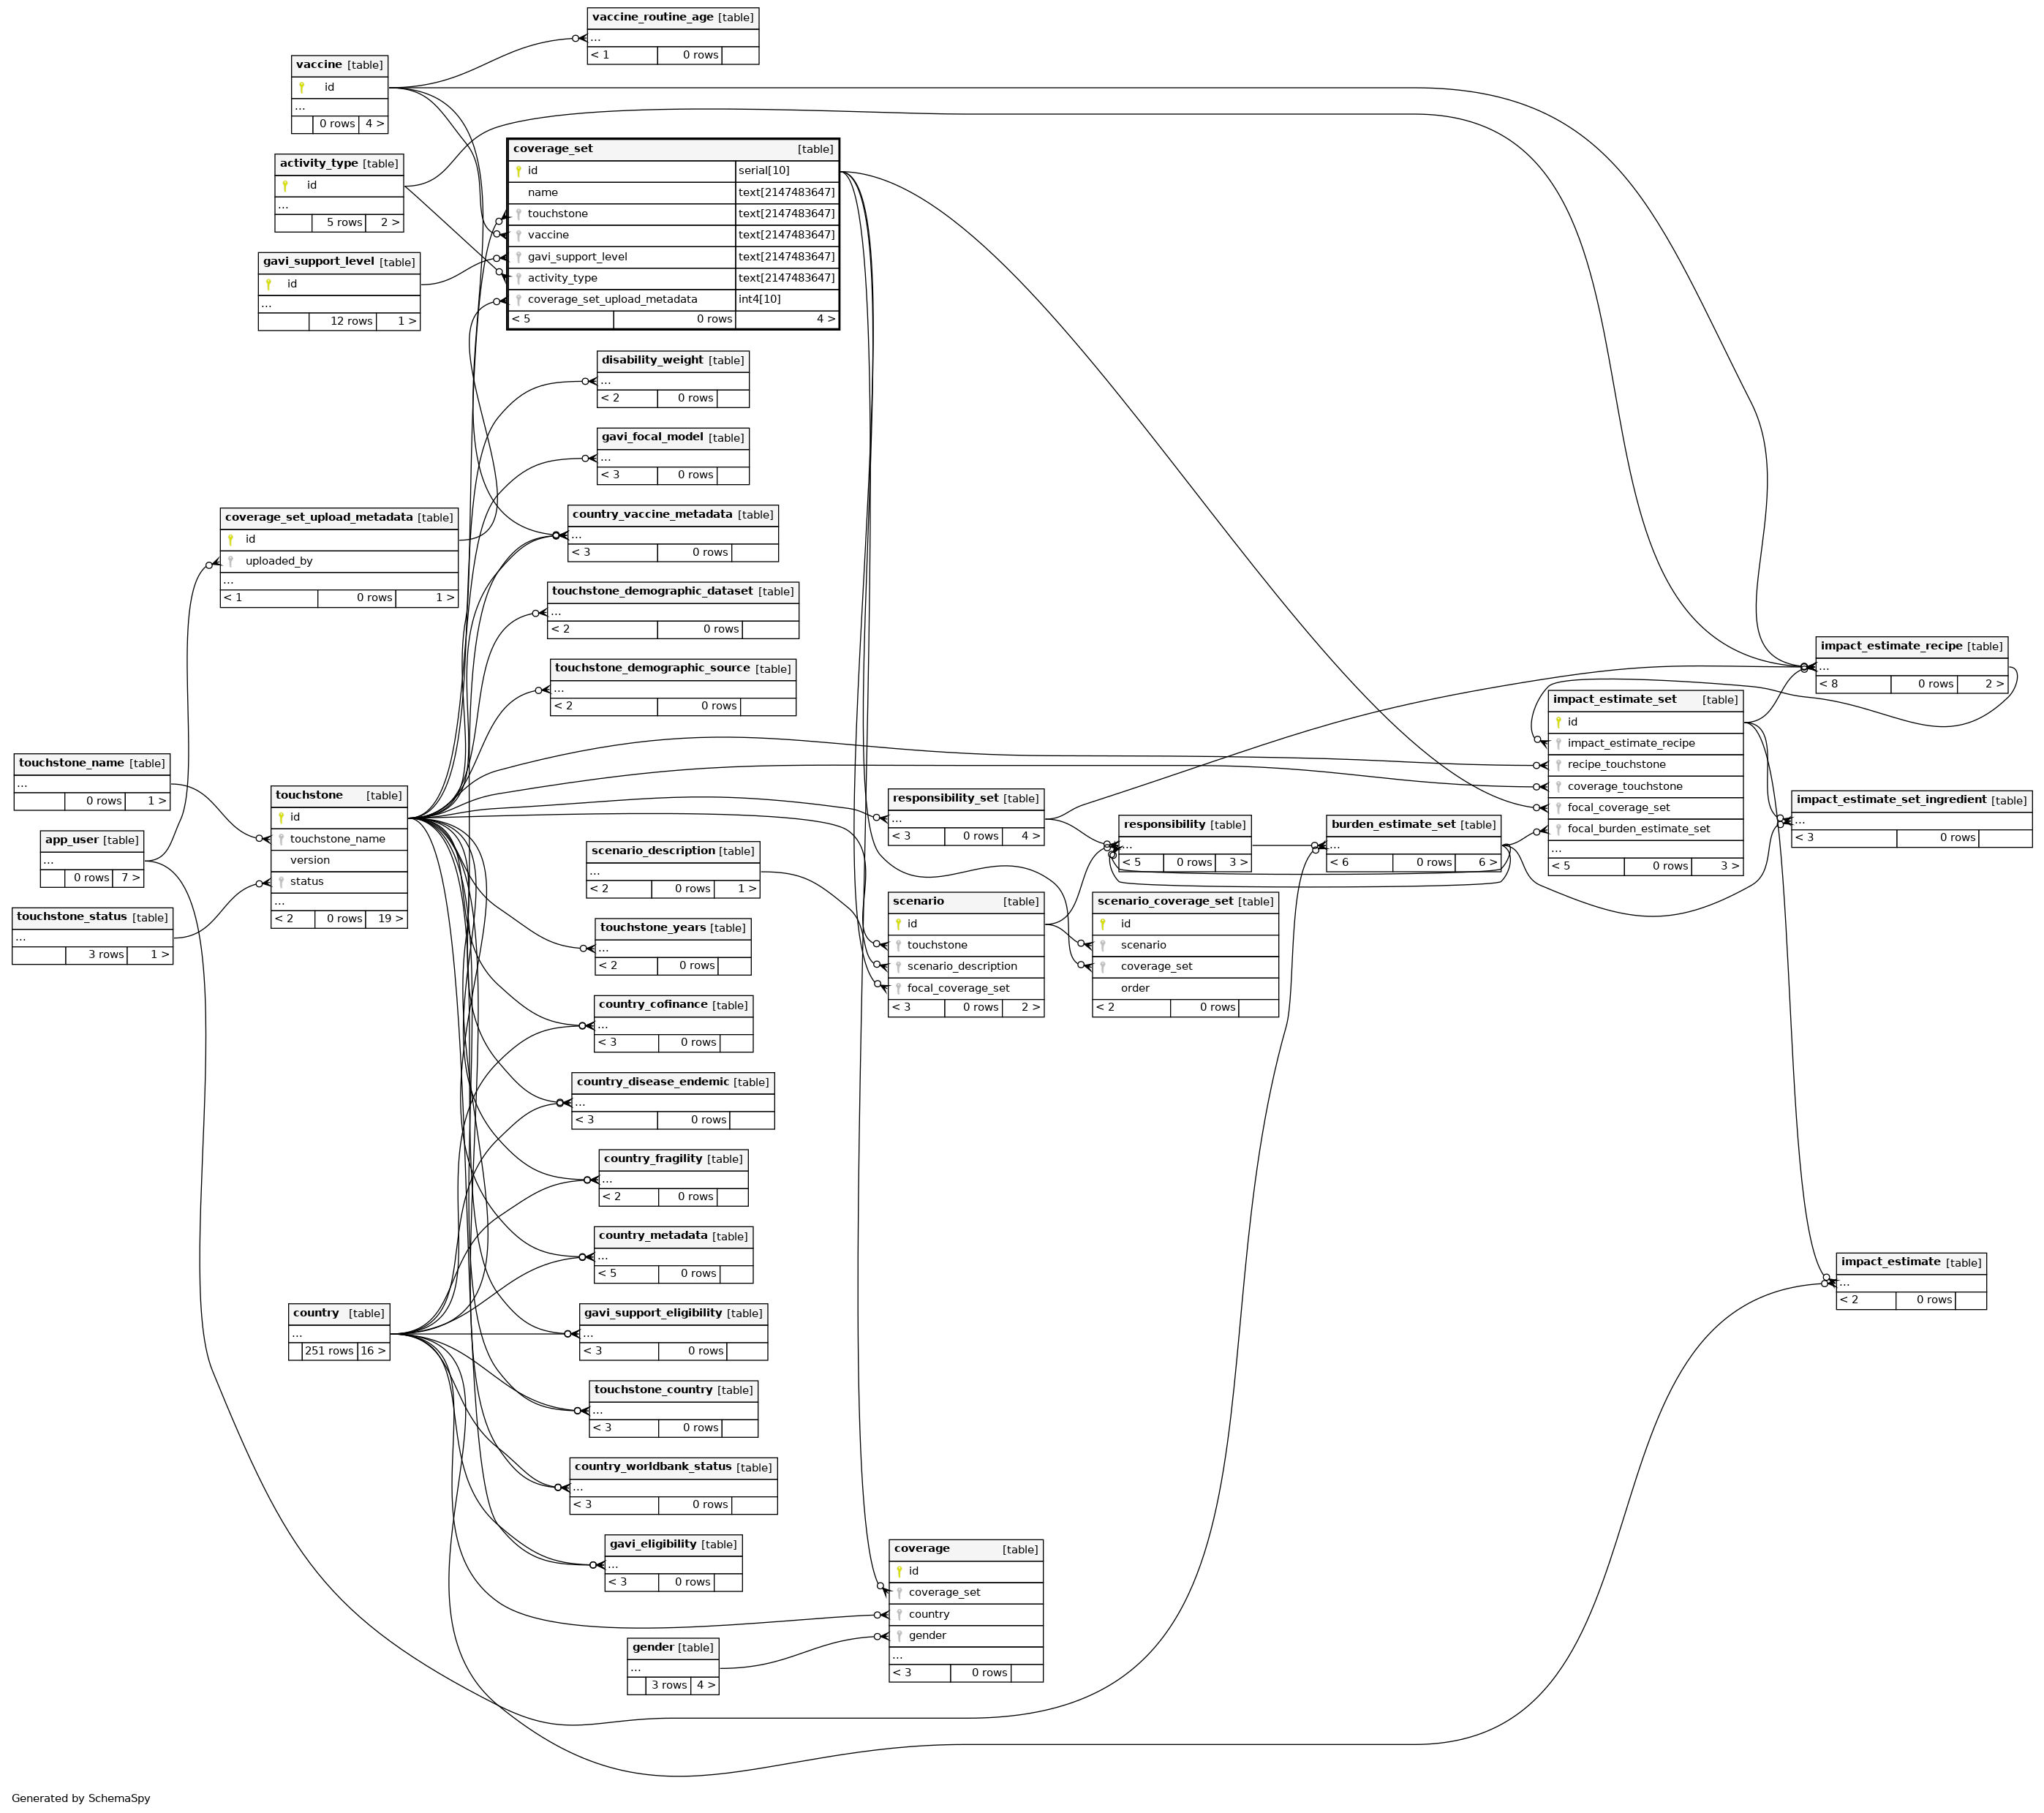 vaccine_routine_age [table]
...
< 1 0 rows
vaccine [table]
id
...
0 rows 4 >
activity_type [table]
id
...
5 rows 2 >
gavi_support_level [table]
id
...
12 rows 1 >
coverage_set [table]
id serial[10]
name text[2147483647]
touchstone text[2147483647]
vaccine text[2147483647]
gavi_support_level text[2147483647]
activity_type text[2147483647]
coverage_set_upload_metadata int4[10]
< 5 0 rows 4 >
disability_weight [table]
...
< 2 0 rows
gavi_focal_model [table]
...
< 3 0 rows
coverage_set_upload_metadata [table]
id
uploaded_by
...
< 1 0 rows 1 >
country_vaccine_metadata [table]
...
< 3 0 rows
touchstone_demographic_dataset [table]
...
< 2 0 rows
touchstone_demographic_source [table]
...
< 2 0 rows
impact_estimate_recipe [table]
...
< 8 0 rows 2 >
impact_estimate_set [table]
id
impact_estimate_recipe
recipe_touchstone
coverage_touchstone
focal_coverage_set
focal_burden_estimate_set
...
< 5 0 rows 3 >
impact_estimate_set_ingredient [table]
...
< 3 0 rows
touchstone_name [table]
...
0 rows 1 >
app_user [table]
...
0 rows 7 >
touchstone_status [table]
...
3 rows 1 >
touchstone [table]
id
touchstone_name
version
status
...
< 2 0 rows 19 >
responsibility_set [table]
...
< 3 0 rows 4 >
responsibility [table]
...
< 5 0 rows 3 >
burden_estimate_set [table]
...
< 6 0 rows 6 >
scenario_description [table]
...
< 2 0 rows 1 >
scenario [table]
id
touchstone
scenario_description
focal_coverage_set
< 3 0 rows 2 >
scenario_coverage_set [table]
id
scenario
coverage_set
order
< 2 0 rows
touchstone_years [table]
...
< 2 0 rows
country_cofinance [table]
...
< 3 0 rows
country_disease_endemic [table]
...
< 3 0 rows
country_fragility [table]
...
< 2 0 rows
country_metadata [table]
...
< 5 0 rows
impact_estimate [table]
...
< 2 0 rows
country [table]
...
251 rows 16 >
gavi_support_eligibility [table]
...
< 3 0 rows
touchstone_country [table]
...
< 3 0 rows
country_worldbank_status [table]
...
< 3 0 rows
gavi_eligibility [table]
...
< 3 0 rows
coverage [table]
id
coverage_set
country
gender
...
< 3 0 rows
gender [table]
...
3 rows 4 >
Generated by SchemaSpy